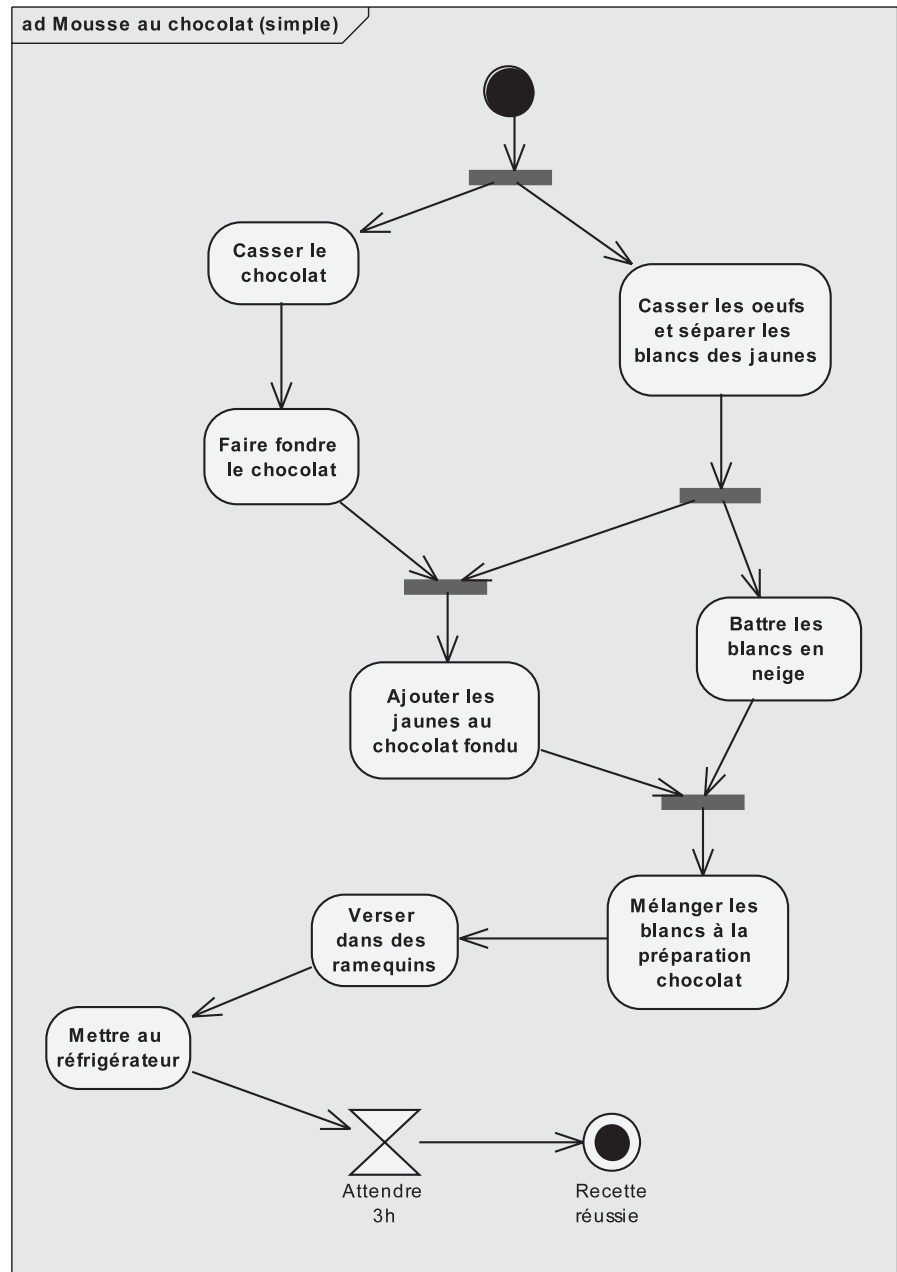 ad Mousse au chocolat (simple)
Casser le
chocolat
Casser les oeufs
et séparer les
blancs des jaunes
Faire fondre
le chocolat
Battre les
blancs en
neige
Ajouter les
jaunes au
chocolat fondu
Mélanger les
blancs à la
préparation
chocolat
Verser
dans des
ramequins
Mettre au
réfrigérateur
Attendre
3h
Recette
réussie